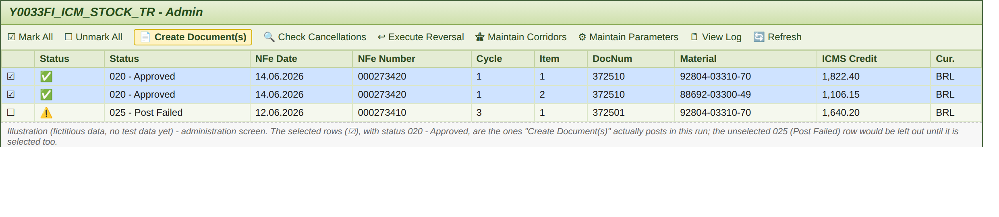 Y0033FI_ICM_STOCK_TR - Admin
☑ Mark All ☐ Unmark All 📄 Create Document(s) 🔍 Check Cancellations ↩ Execute Reversal 🛣 Maintain Corridors ⚙ Maintain Parameters 🗒 View Log 🔄 Refresh
Status Status NFe Date NFe Number Cycle Item DocNum Material ICMS Credit Cur.
☑ ✅ 020 - Approved 14.06.2026 000273420 1 1 372510 92804-03310-70 1,822.40 BRL
☑ ✅ 020 - Approved 14.06.2026 000273420 1 2 372510 88692-03300-49 1,106.15 BRL
☐ ⚠️ 025 - Post Failed 12.06.2026 000273410 3 1 372501 92804-03310-70 1,640.20 BRL
Illustration (fictitious data, no test data yet) - administration screen. The selected rows (☑), with status 020 - Approved, are the ones "Create Document(s)" actually posts in this run; the unselected 025 (Post Failed) row would be left out until it is
selected too.